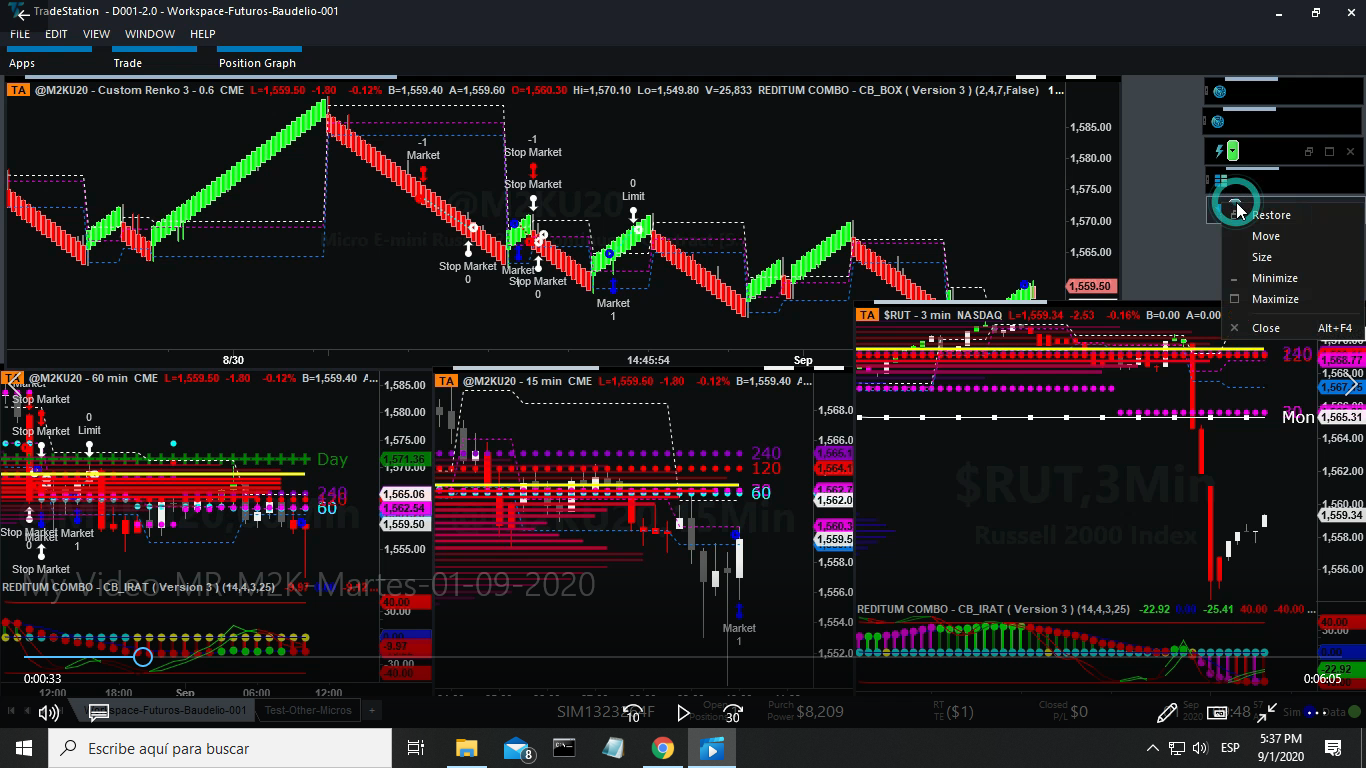 TradeStation - D001-2.0 - Workspace-Futuros-Baudelio-001
FILE EDIT VIEW WINDOW HELP
Apps Trade Position Graph
TA @M2KU20 - Custom Renko 3 - 0.6 CME L=1,559.50 -1.80 -0.12% B=1,559.40 A=1,559.60 O=1,560.30 Hi=1,570.10 Lo=1,549.80 V=25,833 REDITUM COMBO - CB_BOX ( Version 3 ) (2,4,7,False) 1...
1,585.00
1,580.00
1,575.00
1,570.00
1,565.00
1,559.50
-1
Market
-1
Stop Market
Stop Market
0
Limit
@M2KU20
Stop Market
0
Market
1
Stop Market
0
Market
1
8/30 14:45:54 Sep
Restore
Move
Size
Minimize
Maximize
Close Alt+F4
TA $RUT - 3 min NASDAQ L=1,559.34 -2.53 -0.16% B=0.00 A=0.00
240
120
1,568.77
1,568.00
Mon
1,565.31
1,564.00
1,562.00
1,559.34
1,558.00
1,556.00
$RUT,3Min
Russell 2000 Index
REDITUM COMBO - CB_IRAT ( Version 3 ) (14,4,3,25) -22.92 0.00 -25.41 40.00 -40.00 ...
40.00
30.00
0.00
-22.92
@M2KU20 - 60 min CME L=1,559.50 -1.80 -0.12% B=1,559.40 A...
1,585.00
1,580.00
1,575.00
1,571.36
1,570.00
1,565.06
1,562.54
1,559.50
1,555.00
Stop Market
Stop Market
0
Limit
Day
240
60
Stop Market
0
Market
1
Stop Market
REDITUM COMBO - CB_IRAT ( Version 3 ) (14,4,3,25) -9.97
40.00
30.00
0.00
-9.97
-30.00
-40.00
12:00 18:00 Sep 06:00 12:00
TA @M2KU20 - 15 min CME L=1,559.50 -1.80 -0.12% B=1,559.40 A...
1,568.0
1,566.0
1,565.1
1,564.1
1,562.0
1,560.3
1,559.5
1,558.0
1,556.0
1,554.0
1,552.0
240
120
60
Market
1
My Video MR M2K Martes-01-09-2020
0:00:33
0:06:05
Workspace-Futuros-Baudelio-001 Test-Other-Micros +
Open Positions
Purch Power $8,209
RT TE ($1)
Closed P/L $0
10
30
Sep 2020
Sim Data
Escribe aquí para buscar
8
ESP
5:37 PM
9/1/2020